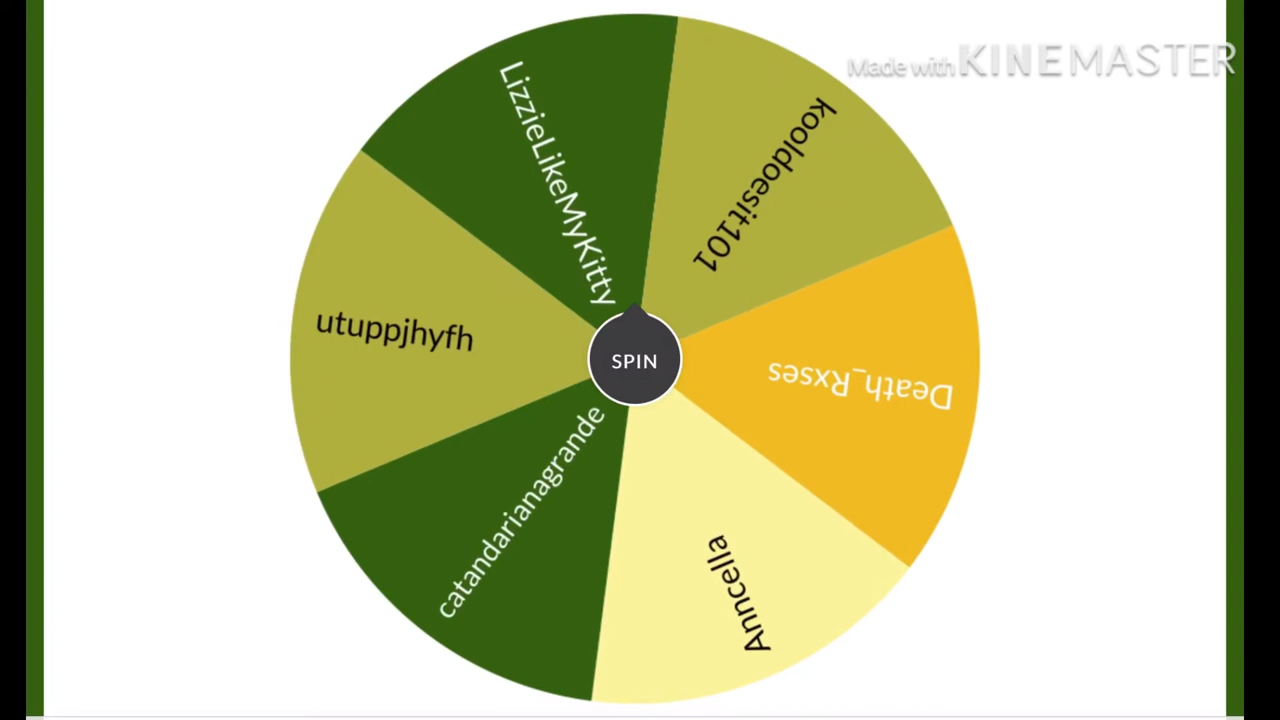 Made with KINEMASTER
LizzieLikeMyKitty
kooldoesit101
utuppjhyfh
SPIN
Death_Rxses
catandarianagrande
Anncella